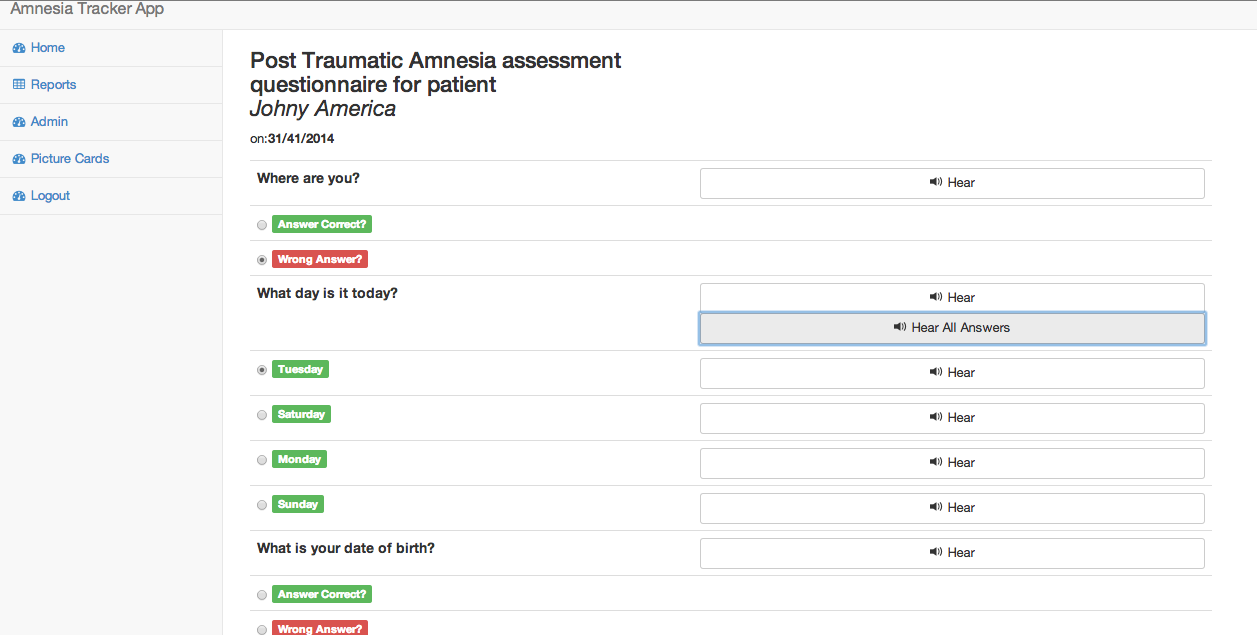 Amnesia Tracker App
Home
Reports
Admin
Picture Cards
Logout
Post Traumatic Amnesia assessment
questionnaire for patient
Johny America
on:31/41/2014
Where are you?
Hear
Answer Correct?
Wrong Answer?
What day is it today?
Hear
Hear All Answers
Tuesday
Hear
Saturday
Hear
Monday
Hear
Sunday
Hear
What is your date of birth?
Hear
Answer Correct?
Wrong Answer?